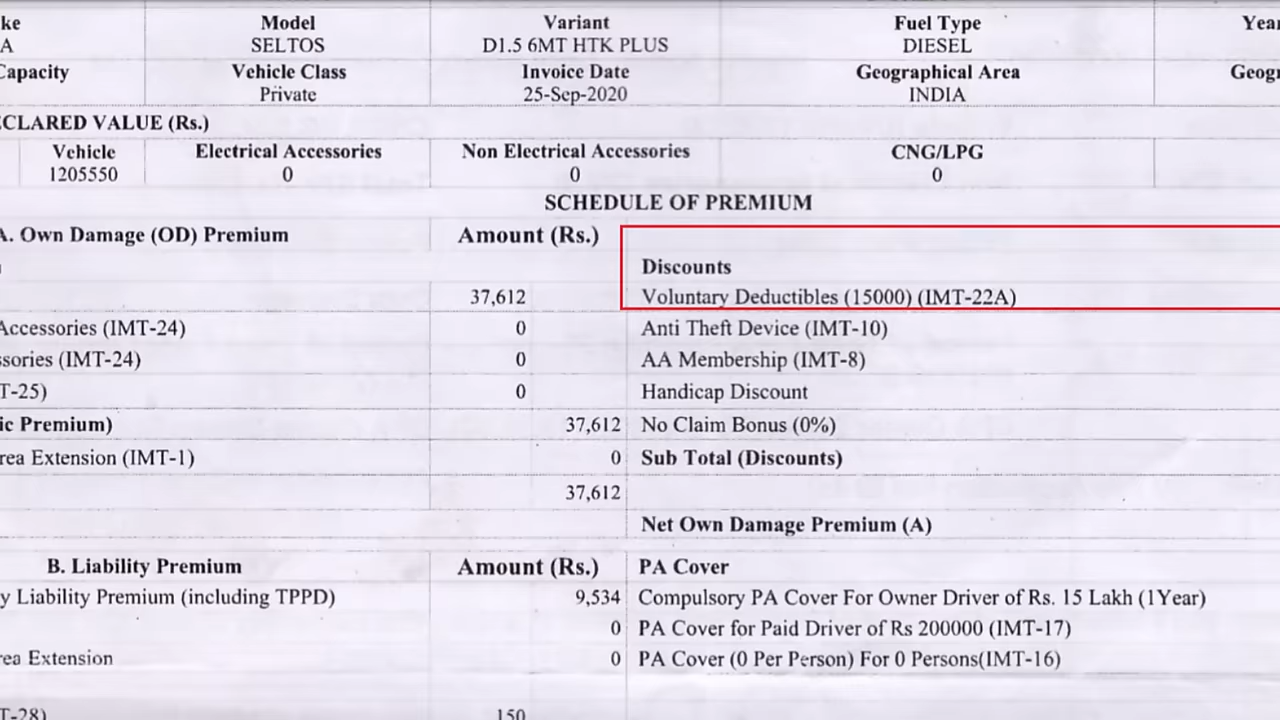 ke Model Variant Fuel Type Year
A SELTOS D1.5 6MT HTK PLUS DIESEL
Capacity Vehicle Class Invoice Date Geographical Area Geog
Private 25-Sep-2020 INDIA
CLARED VALUE (Rs.)
Vehicle Electrical Accessories Non Electrical Accessories CNG/LPG
1205550 0 0 0
SCHEDULE OF PREMIUM
A. Own Damage (OD) Premium Amount (Rs.)
Discounts
37,612 Voluntary Deductibles (15000) (IMT-22A)
Accessories (IMT-24) 0 Anti Theft Device (IMT-10)
ssories (IMT-24) 0 AA Membership (IMT-8)
T-25) 0 Handicap Discount
ic Premium) 37,612 No Claim Bonus (0%)
rea Extension (IMT-1) 0 Sub Total (Discounts)
37,612
Net Own Damage Premium (A)
B. Liability Premium Amount (Rs.) PA Cover
y Liability Premium (including TPPD) 9,534 Compulsory PA Cover For Owner Driver of Rs. 15 Lakh (1Year)
0 PA Cover for Paid Driver of Rs 200000 (IMT-17)
rea Extension 0 PA Cover (0 Per Person) For 0 Persons(IMT-16)
T-28) 150